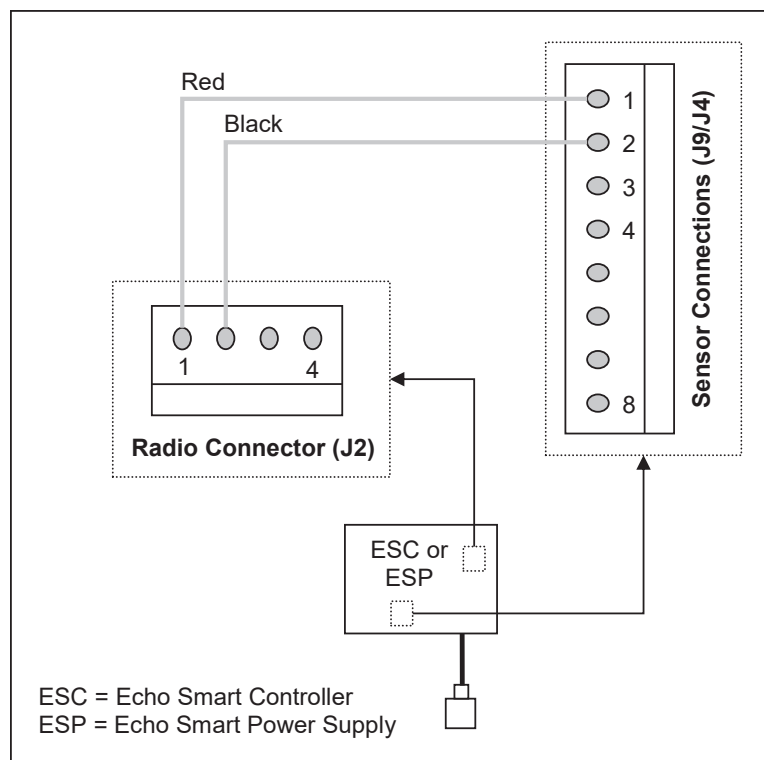 Red
Black
1
2
3
4
8
Sensor Connections (J9/J4)
1
4
Radio Connector (J2)
ESC or
ESP
ESC = Echo Smart Controller
ESP = Echo Smart Power Supply